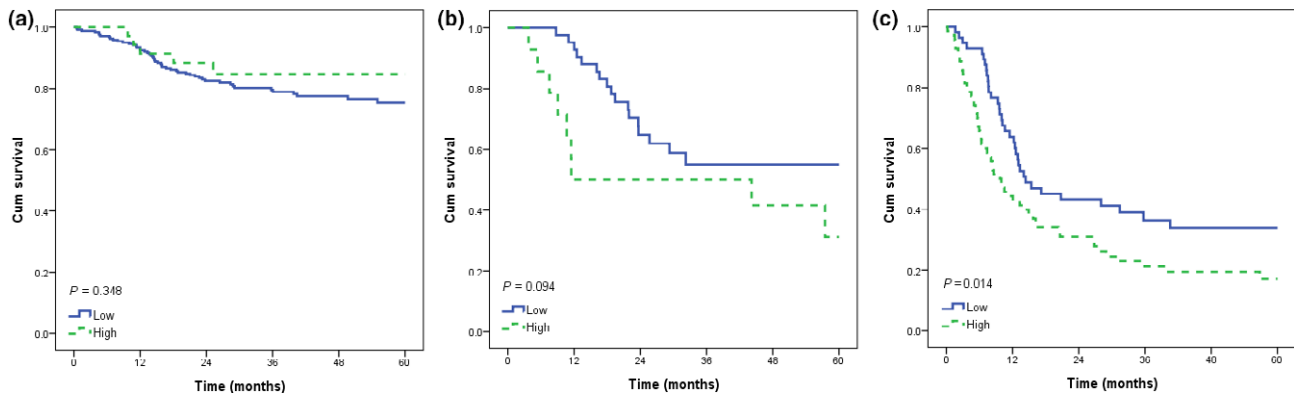 (a)
1.0
0.8
0.6
0.4
0.2
0.0
Cum survival
P = 0.348
Low
High
0 12 24 36 48 60
Time (months)
(b)
1.0
0.8
0.6
0.4
0.2
0.0
Cum survival
P = 0.094
Low
High
0 12 24 36 48 60
Time (months)
(c)
1.0
0.8
0.6
0.4
0.2
0.0
Cum survival
P = 0.014
Low
High
0 12 24 36 40 60
Time (months)